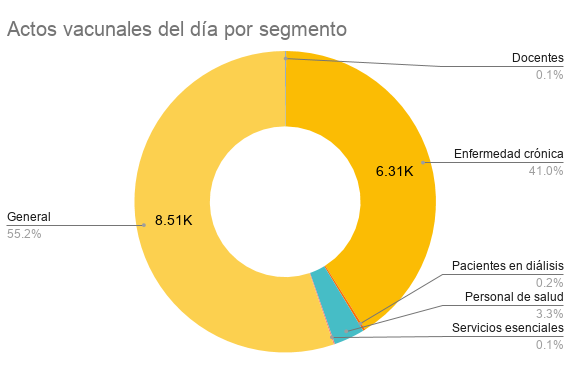 Actos vacunales del día por segmento
Docentes
0.1%
Enfermedad crónica
41.0%
6.31K
General
55.2%
8.51K
Pacientes en diálisis
0.2%
Personal de salud
3.3%
Servicios esenciales
0.1%